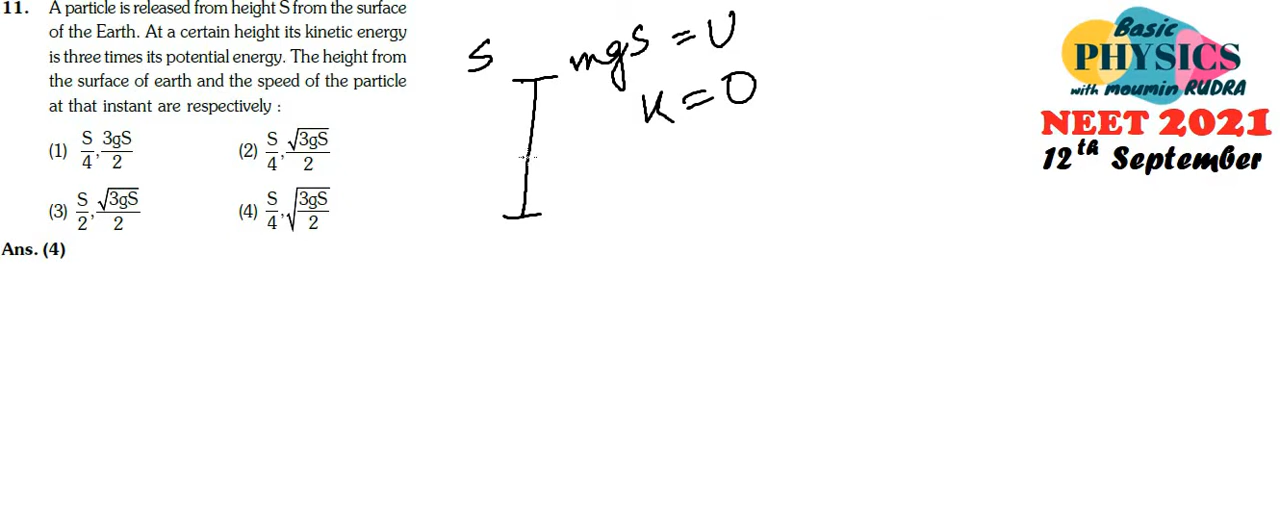 11. A particle is released from height S from the surface
of the Earth. At a certain height its kinetic energy
is three times its potential energy. The height from
the surface of earth and the speed of the particle
at that instant are respectively :
(1) S/4, 3gS/2 (2) S/4, √3gS/2
(3) S/2, √3gS/2 (4) S/4, √(3gS/2)
Ans. (4)
S
mgS = U
K = 0
Basic
PHYSICS
with moumin RUDRA
NEET 2021
12th September